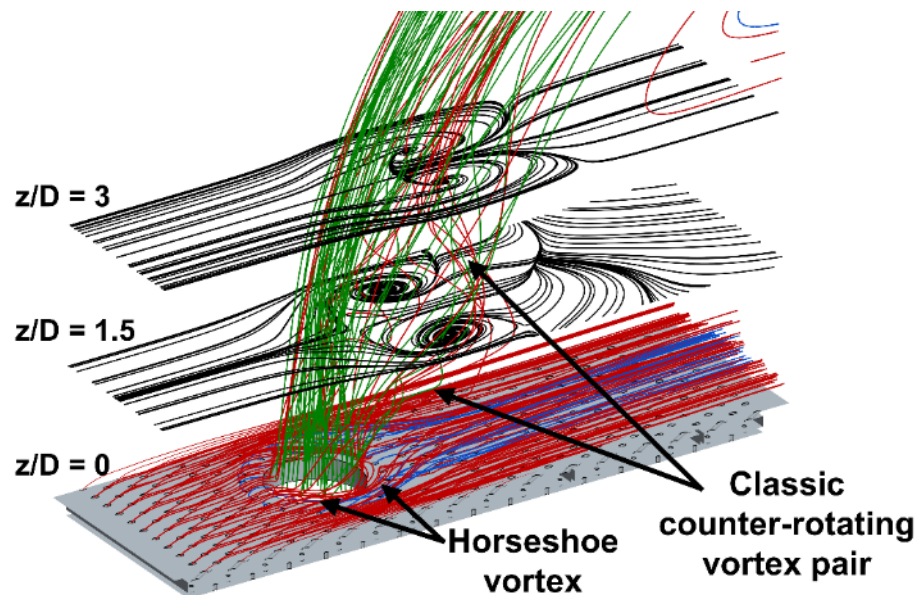 z/D = 3
z/D = 1.5
z/D = 0
Horseshoe
vortex
Classic
counter-rotating
vortex pair